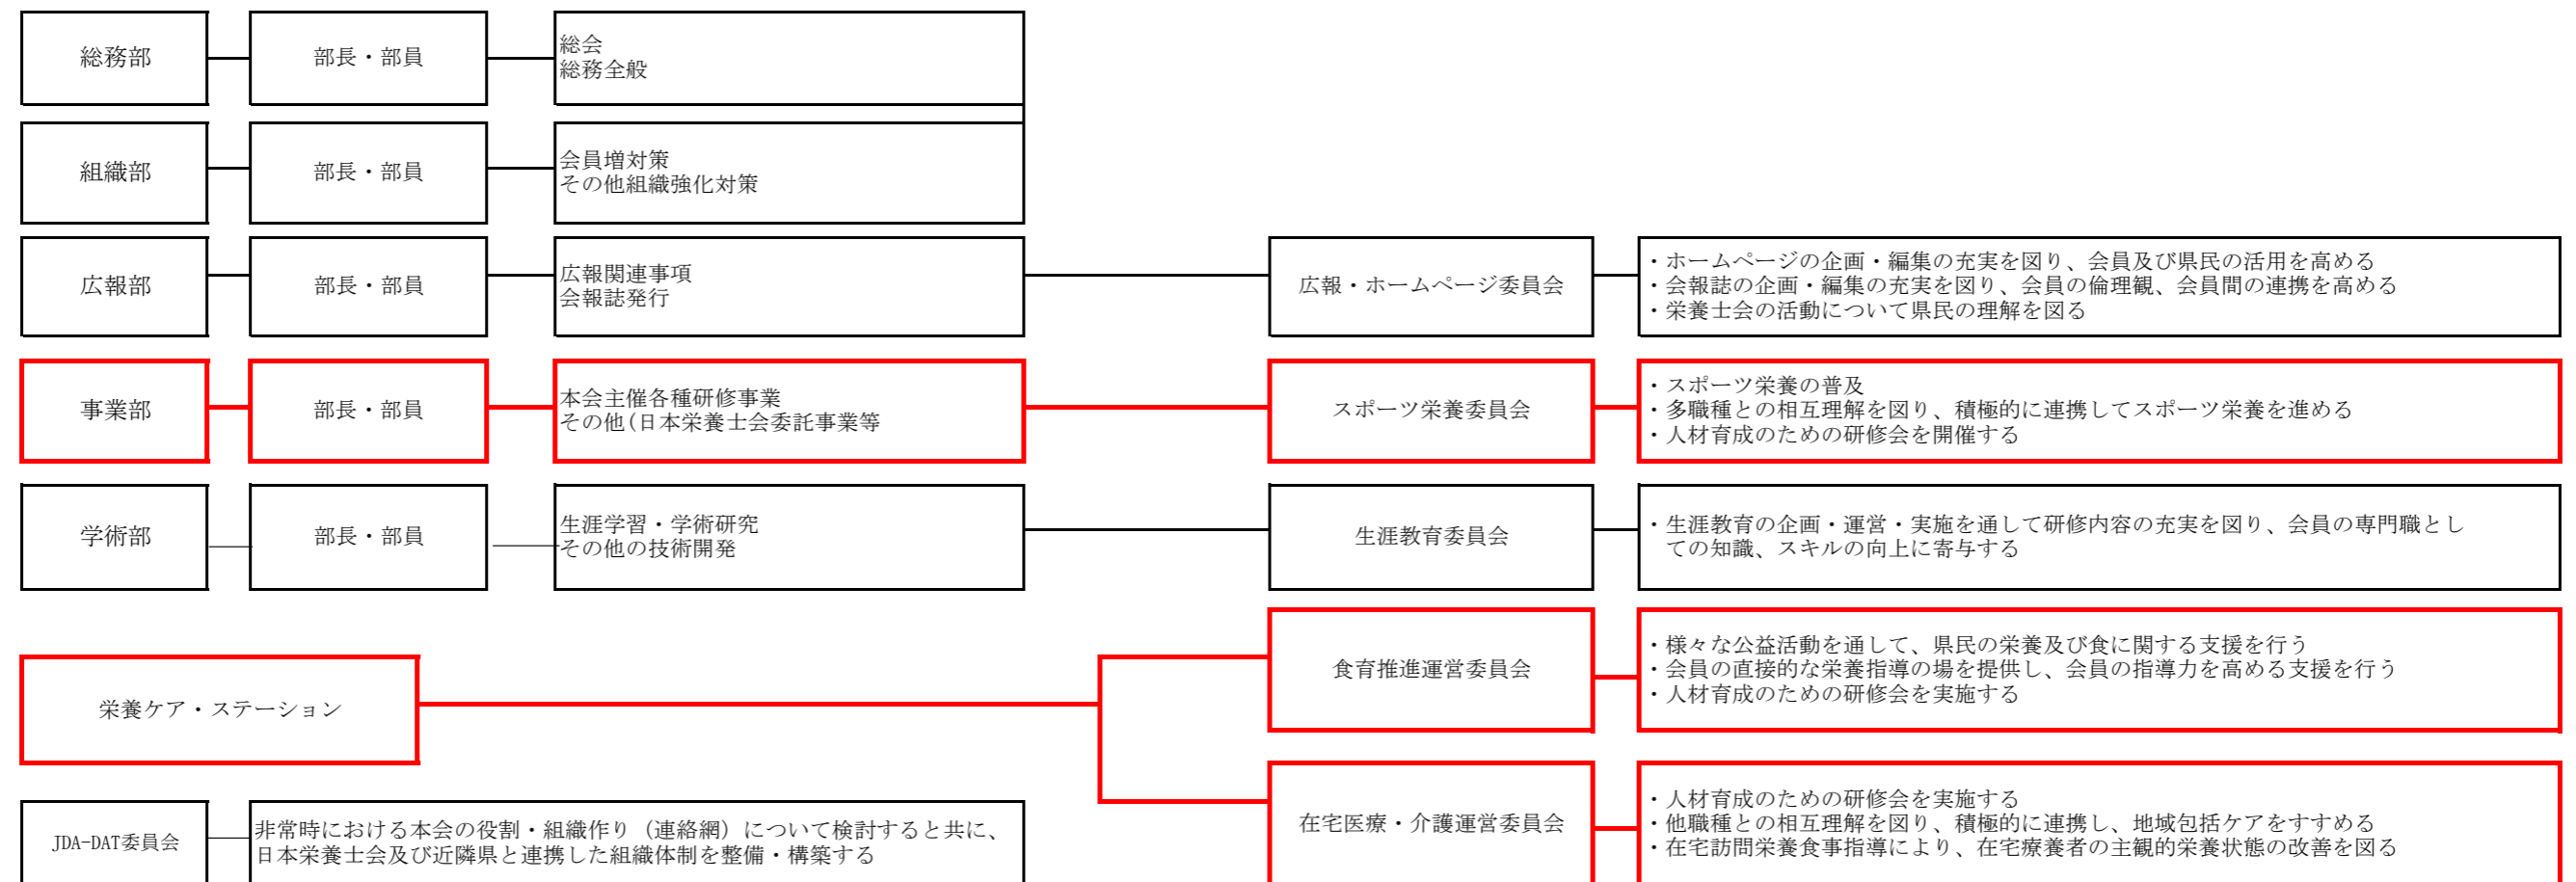 総務部
部長・部員
総会
総務全般
組織部
部長・部員
会員増対策
その他組織強化対策
広報部
部長・部員
広報関連事項
会報誌発行
広報・ホームページ委員会
・ホームページの企画・編集の充実を図り、会員及び県民の活用を高める
・会報誌の企画・編集の充実を図り、会員の倫理観、会員間の連携を高める
・栄養士会の活動について県民の理解を図る
事業部
部長・部員
本会主催各種研修事業
その他(日本栄養士会委託事業等
スポーツ栄養委員会
・スポーツ栄養の普及
・多職種との相互理解を図り、積極的に連携してスポーツ栄養を進める
・人材育成のための研修会を開催する
学術部
部長・部員
生涯学習・学術研究
その他の技術開発
生涯教育委員会
・生涯教育の企画・運営・実施を通して研修内容の充実を図り、会員の専門職とし
ての知識、スキルの向上に寄与する
栄養ケア・ステーション
食育推進運営委員会
・様々な公益活動を通して、県民の栄養及び食に関する支援を行う
・会員の直接的な栄養指導の場を提供し、会員の指導力を高める支援を行う
・人材育成のための研修会を実施する
在宅医療・介護運営委員会
・人材育成のための研修会を実施する
・他職種との相互理解を図り、積極的に連携し、地域包括ケアをすすめる
・在宅訪問栄養食事指導により、在宅療養者の主観的栄養状態の改善を図る
JDA-DAT委員会
非常時における本会の役割・組織作り（連絡網）について検討すると共に、
日本栄養士会及び近隣県と連携した組織体制を整備・構築する